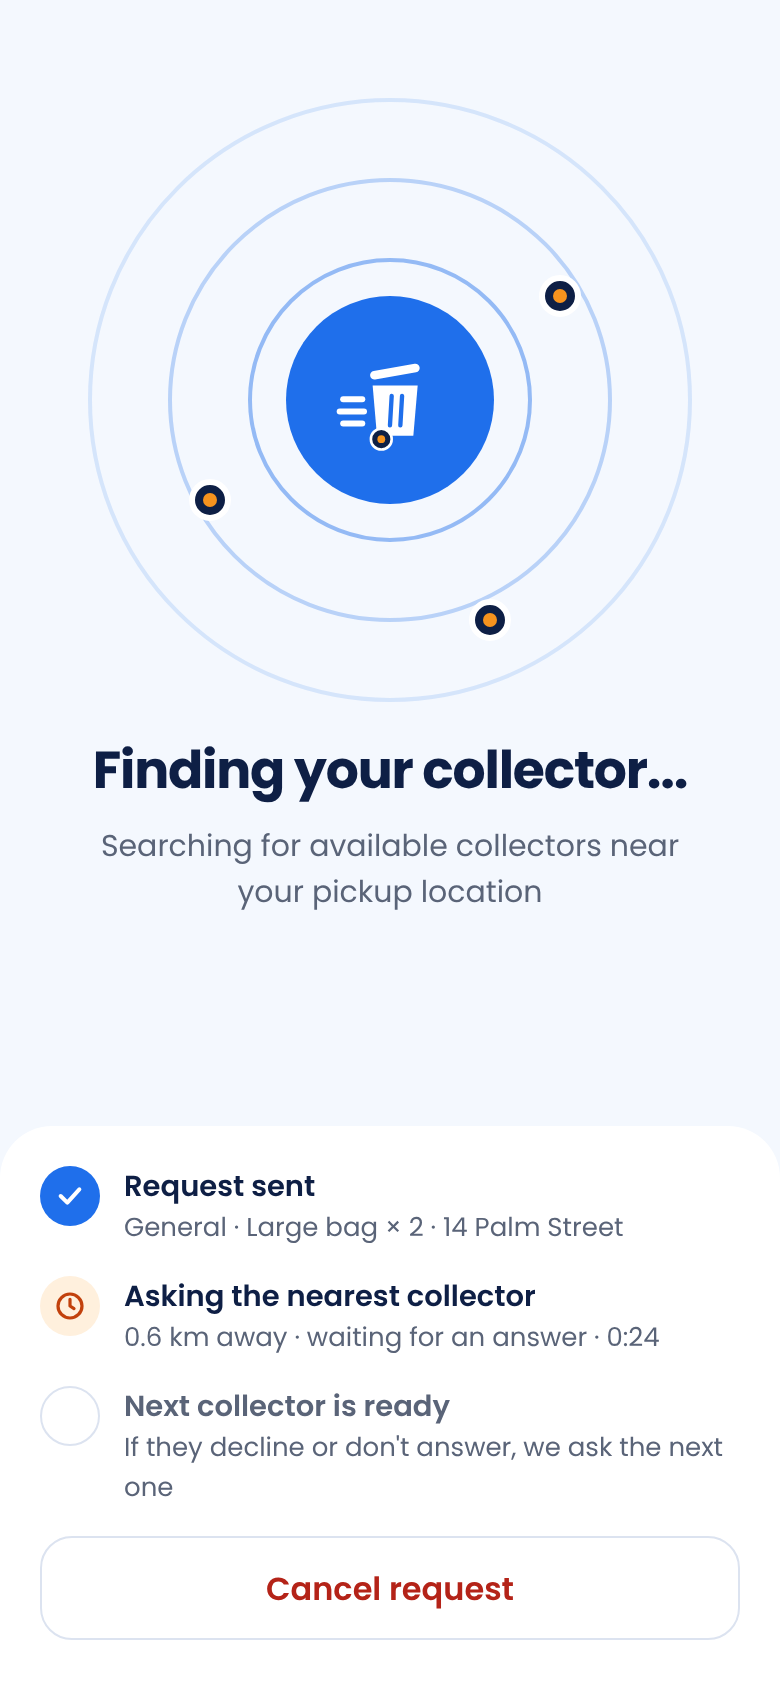 Finding your collector...
Searching for available collectors near
your pickup location
Request sent
General · Large bag × 2 · 14 Palm Street
Asking the nearest collector
0.6 km away · waiting for an answer · 0:24
Next collector is ready
If they decline or don't answer, we ask the next
one
Cancel request